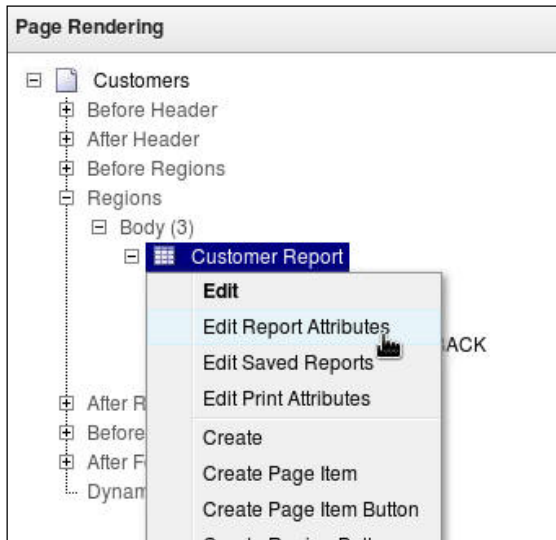 Page Rendering
Customers
Before Header
After Header
Before Regions
Regions
Body (3)
Customer Report
Edit
Edit Report Attributes
ACK
Edit Saved Reports
Edit Print Attributes
After R
Before
Create
After F
Create Page Item
Dynam
Create Page Item Button